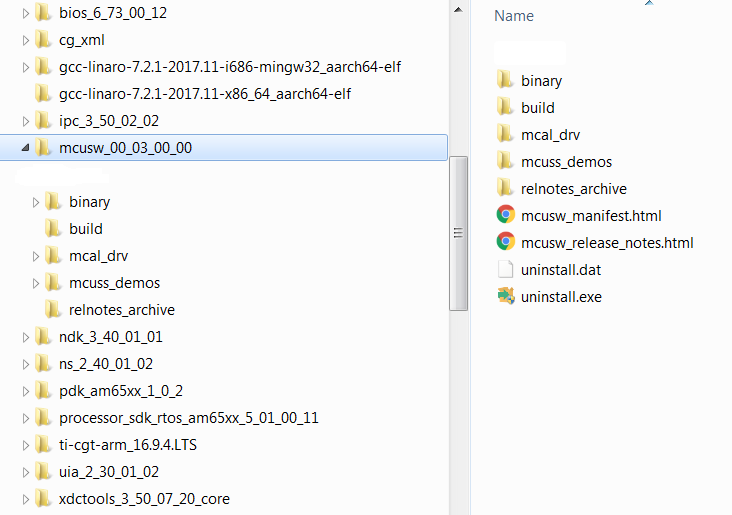 bios_6_73_00_12
cg_xml
gcc-linaro-7.2.1-2017.11-i686-mingw32_aarch64-elf
gcc-linaro-7.2.1-2017.11-x86_64_aarch64-elf
ipc_3_50_02_02
mcusw_00_03_00_00
binary
build
mcal_drv
mcuss_demos
relnotes_archive
ndk_3_40_01_01
ns_2_40_01_02
pdk_am65xx_1_0_2
processor_sdk_rtos_am65xx_5_01_00_11
ti-cgt-arm_16.9.4.LTS
uia_2_30_01_02
xdctools_3_50_07_20_core
Name
binary
build
mcal_drv
mcuss_demos
relnotes_archive
mcusw_manifest.html
mcusw_release_notes.html
uninstall.dat
uninstall.exe